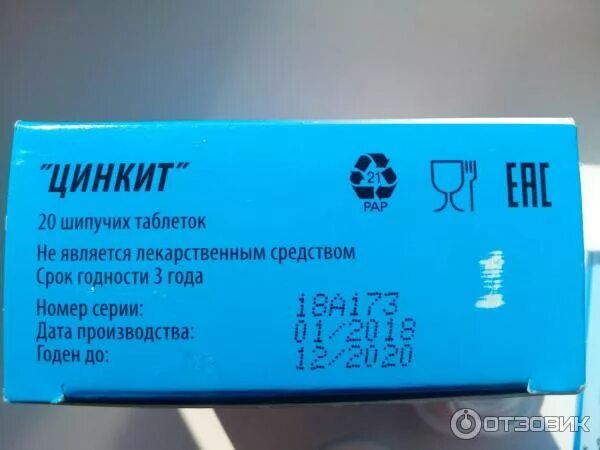 "ЦИНКИТ"
20 шипучих таблеток
Не является лекарственным средством
Срок годности 3 года
Номер серии: 18А173
Дата производства: 01/2018
Годен до: 12/2020
21
PAP
EAC
ОТЗОВИК